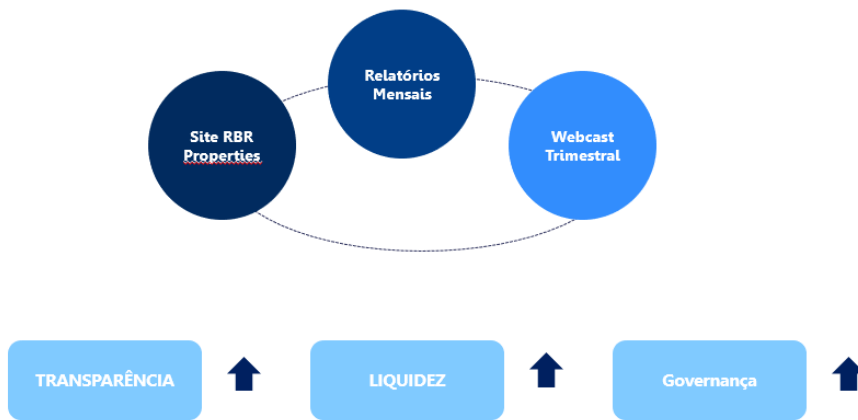 Relatórios
Mensais
Site RBR
Properties
Webcast
Trimestral
TRANSPARÊNCIA
LIQUIDEZ
Governança